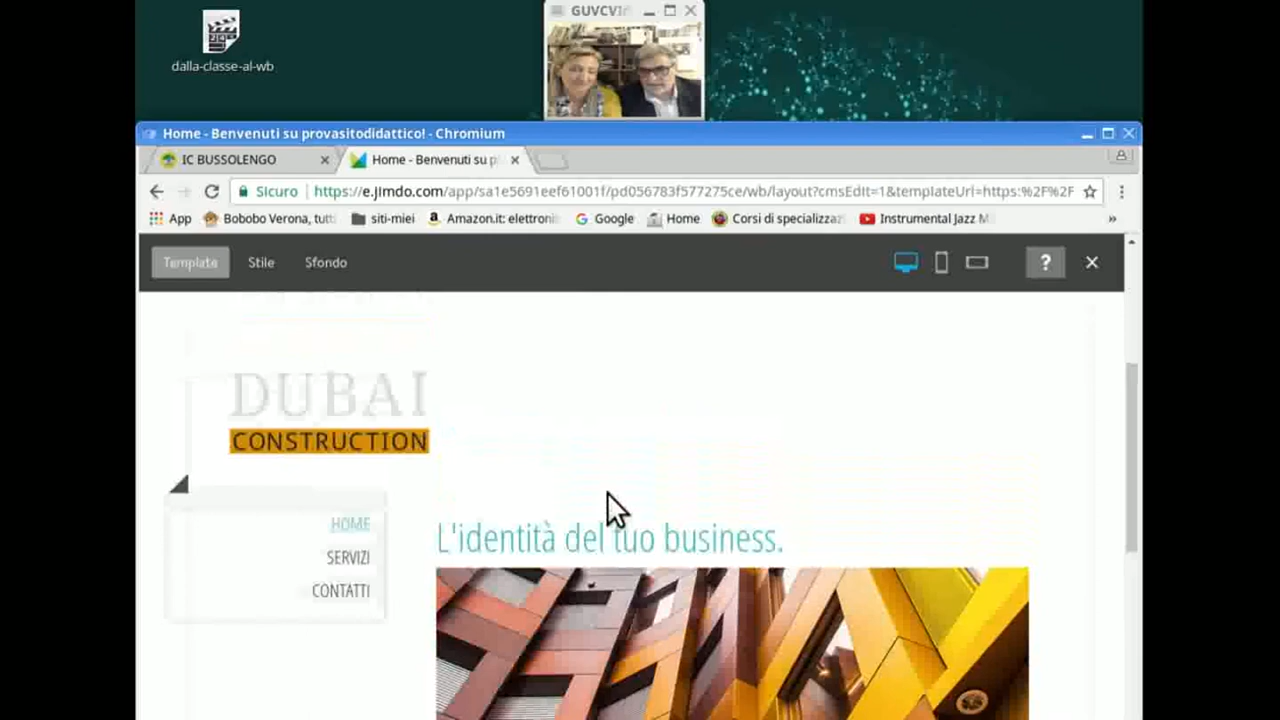 dalla-classe-al-wb
GUVCVi
Home - Benvenuti su provasitodidattico! - Chromium
IC BUSSOLENGO
Home - Benvenuti su p
Sicuro
https://e.jimdo.com/app/sa1e5691eef61001f/pd056783f577275ce/wb/layout?cmsEdit=1&templateUrl=https:%2F%2F
App
Bobobo Verona, tutt
siti-miei
Amazon.it: elettroni
Google
Home
Corsi di specializzaz
Instrumental Jazz M
»
Template
Stile
Sfondo
?
DUBAI
CONSTRUCTION
HOME
SERVIZI
CONTATTI
L'identità del tuo business.